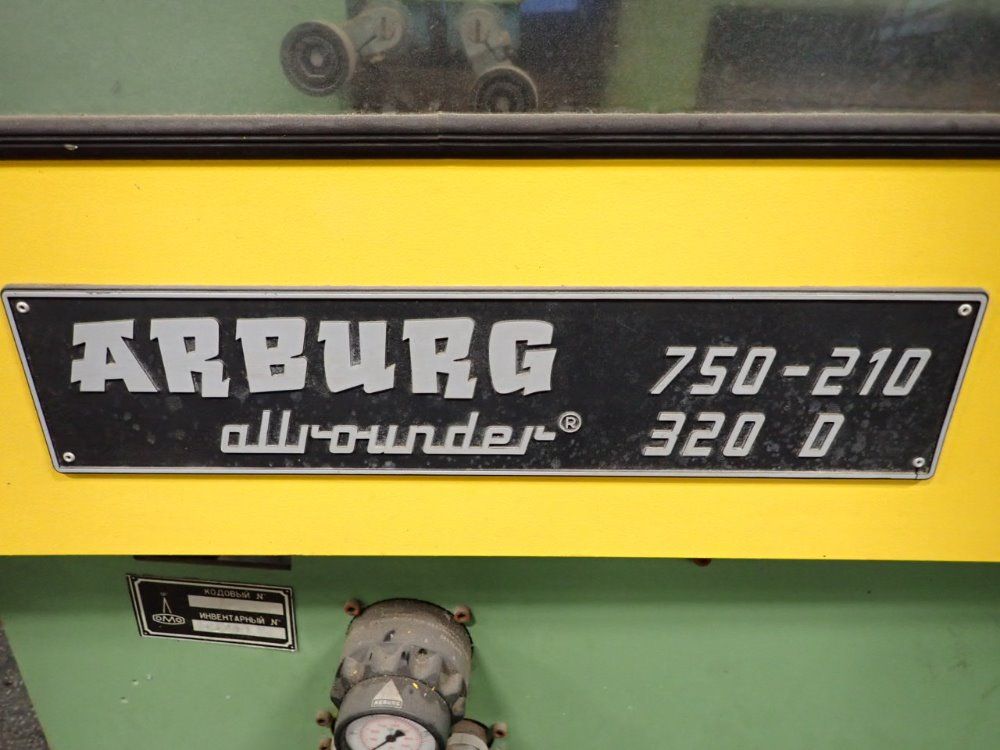 ARBURG
allrounder®
750-210
320 D
КОДОВЫЙ №
ИНВЕНТАРНЫЙ №
ARBURG